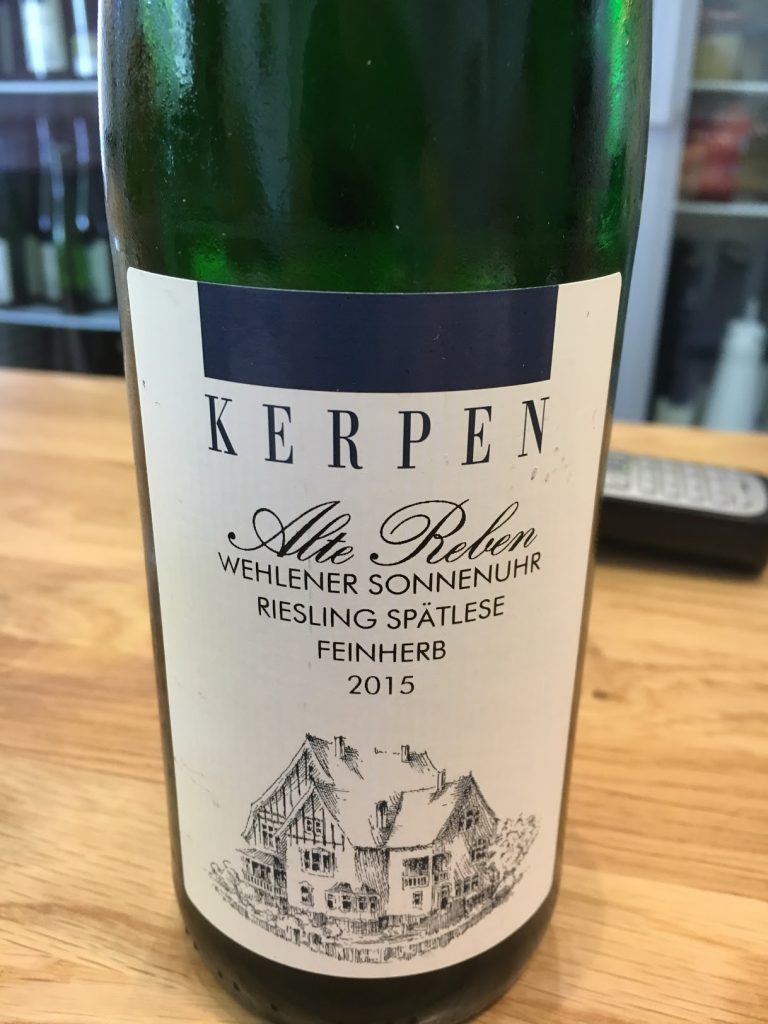 KERPEN
Alte Reben
WEHLENER SONNENUHR
RIESLING SPÄTLESE
FEINHERB
2015